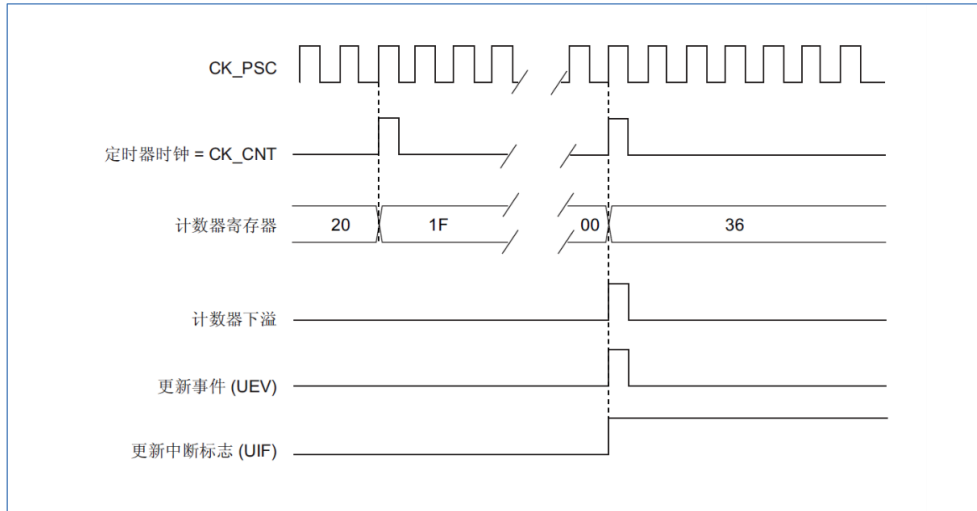 CK_PSC
定时器时钟 = CK_CNT
计数器寄存器 20 1F 00 36
计数器下溢
更新事件 (UEV)
更新中断标志 (UIF)